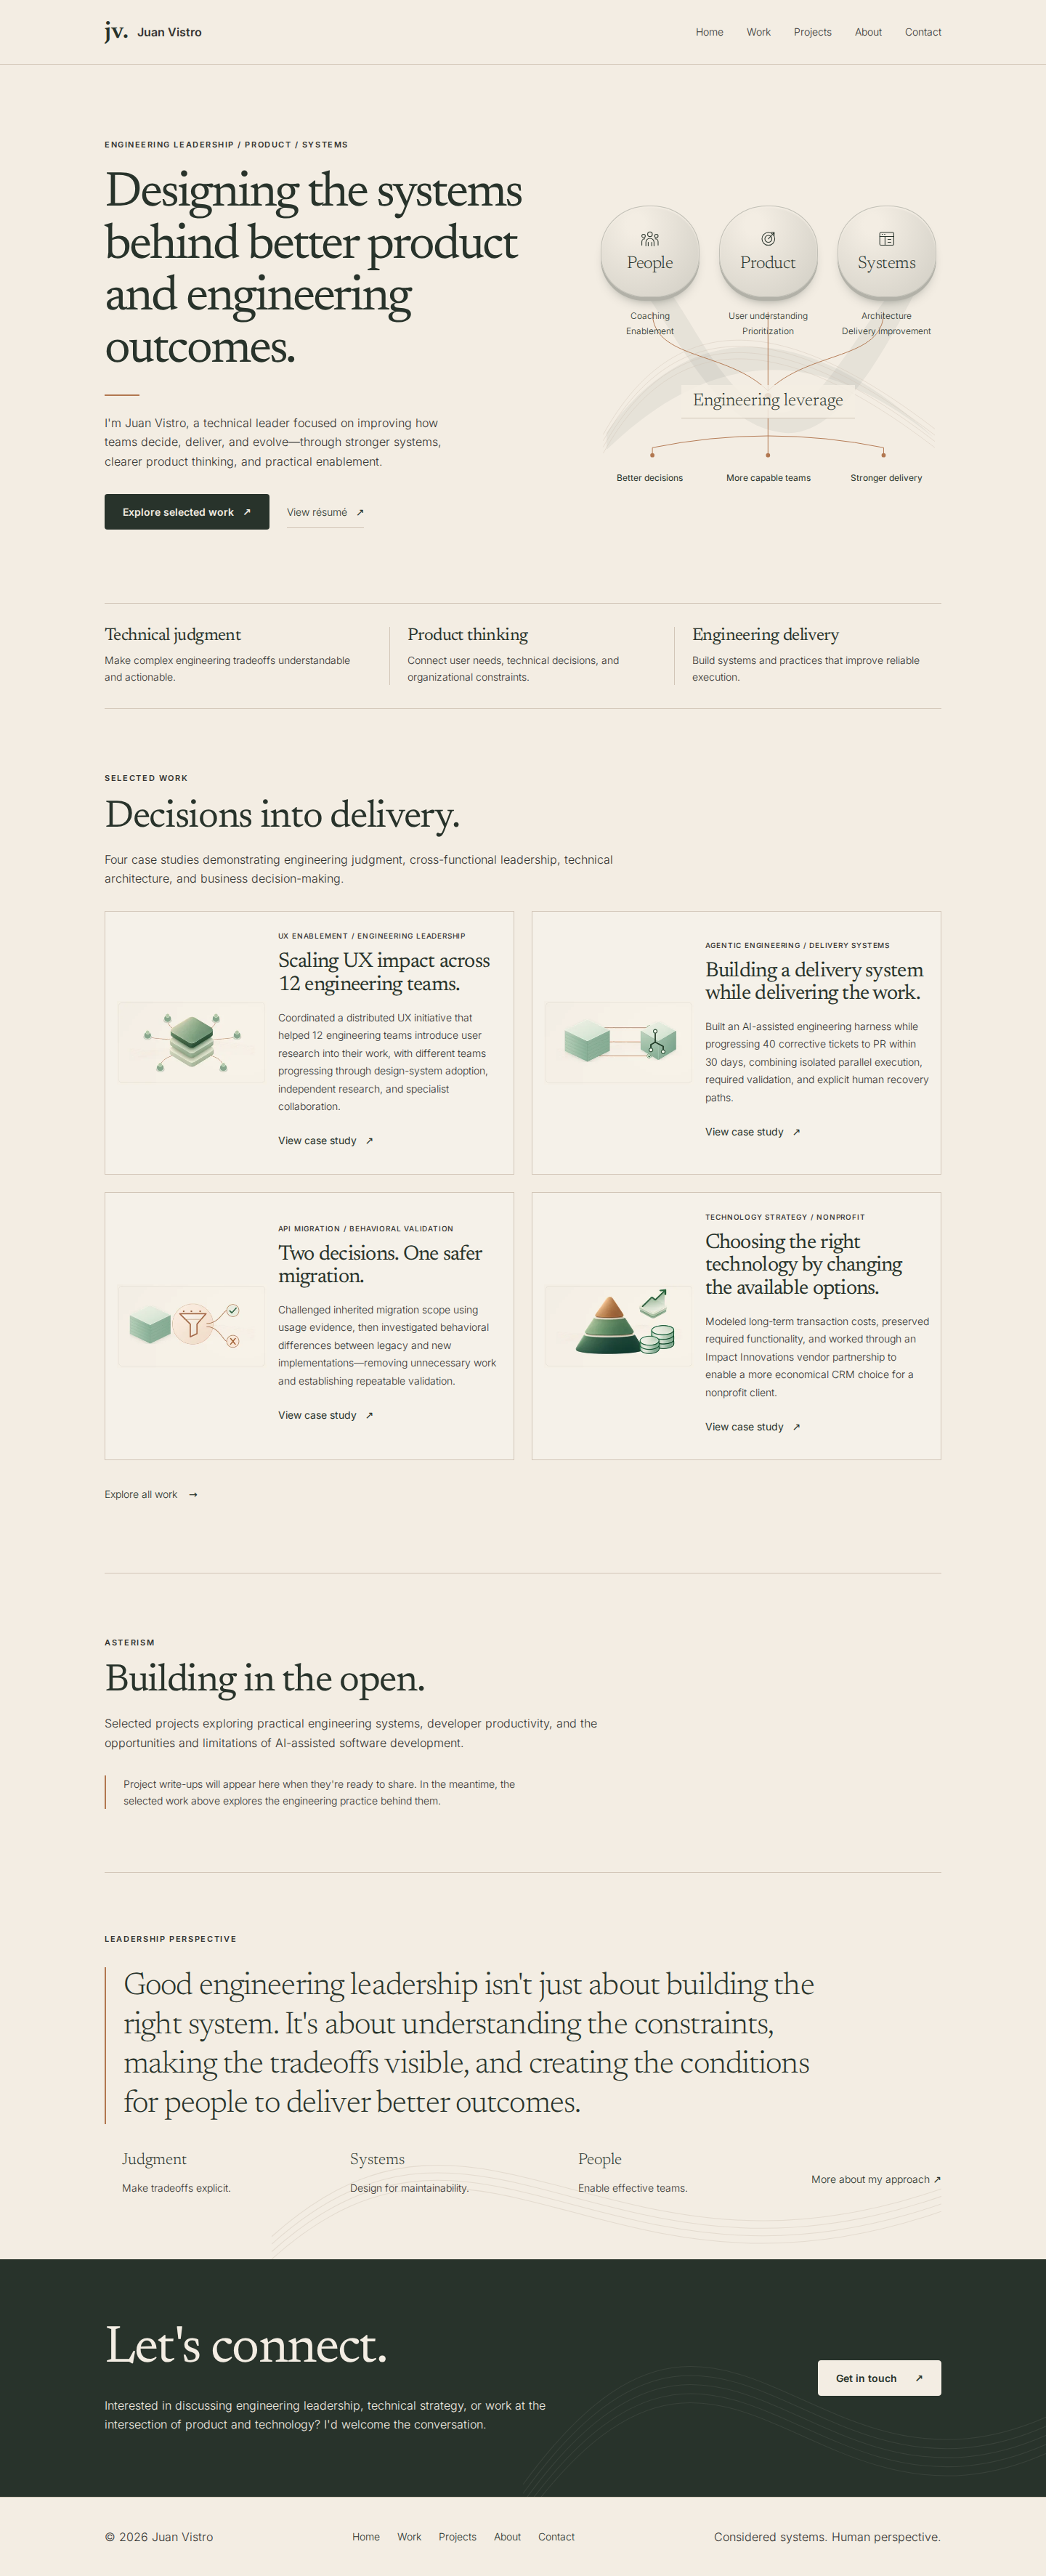 jv. Juan Vistro
Home Work Projects About Contact
ENGINEERING LEADERSHIP / PRODUCT / SYSTEMS
Designing the systems
behind better product
and engineering
outcomes.
I'm Juan Vistro, a technical leader focused on improving how
teams decide, deliver, and evolve—through stronger systems,
clearer product thinking, and practical enablement.
Explore selected work ↗ View résumé ↗
People Product Systems
Coaching User understanding Architecture
Enablement Prioritization Delivery improvement
Engineering leverage
Better decisions More capable teams Stronger delivery
Technical judgment
Make complex engineering tradeoffs understandable
and actionable.
Product thinking
Connect user needs, technical decisions, and
organizational constraints.
Engineering delivery
Build systems and practices that improve reliable
execution.
SELECTED WORK
Decisions into delivery.
Four case studies demonstrating engineering judgment, cross-functional leadership, technical
architecture, and business decision-making.
UX ENABLEMENT / ENGINEERING LEADERSHIP
Scaling UX impact across
12 engineering teams.
Coordinated a distributed UX initiative that
helped 12 engineering teams introduce user
research into their work, with different teams
progressing through design-system adoption,
independent research, and specialist
collaboration.
View case study ↗
AGENTIC ENGINEERING / DELIVERY SYSTEMS
Building a delivery system
while delivering the work.
Built an AI-assisted engineering harness while
progressing 40 corrective tickets to PR within
30 days, combining isolated parallel execution,
required validation, and explicit human recovery
paths.
View case study ↗
API MIGRATION / BEHAVIORAL VALIDATION
Two decisions. One safer
migration.
Challenged inherited migration scope using
usage evidence, then investigated behavioral
differences between legacy and new
implementations—removing unnecessary work
and establishing repeatable validation.
View case study ↗
TECHNOLOGY STRATEGY / NONPROFIT
Choosing the right
technology by changing
the available options.
Modeled long-term transaction costs, preserved
required functionality, and worked through an
Impact Innovations vendor partnership to
enable a more economical CRM choice for a
nonprofit client.
View case study ↗
Explore all work →
ASTERISM
Building in the open.
Selected projects exploring practical engineering systems, developer productivity, and the
opportunities and limitations of AI-assisted software development.
Project write-ups will appear here when they're ready to share. In the meantime, the
selected work above explores the engineering practice behind them.
LEADERSHIP PERSPECTIVE
Good engineering leadership isn't just about building the
right system. It's about understanding the constraints,
making the tradeoffs visible, and creating the conditions
for people to deliver better outcomes.
Judgment
Make tradeoffs explicit.
Systems
Design for maintainability.
People
Enable effective teams.
More about my approach ↗
Let's connect.
Interested in discussing engineering leadership, technical strategy, or work at the
intersection of product and technology? I'd welcome the conversation.
Get in touch ↗
© 2026 Juan Vistro
Home Work Projects About Contact
Considered systems. Human perspective.